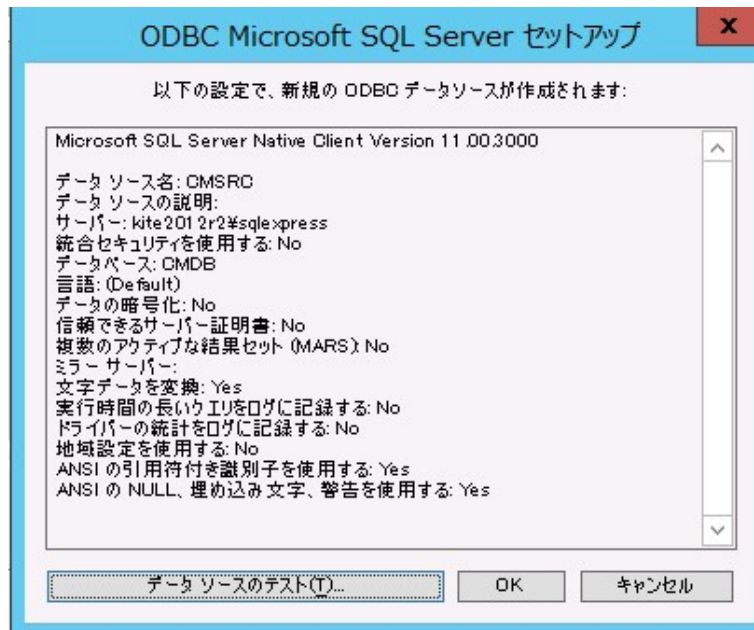 ODBC Microsoft SQL Server セットアップ
x
以下の設定で、新規の ODBC データソースが作成されます:
Microsoft SQL Server Native Client Version 11.00.3000
データ ソース名: CMSRC
データ ソースの説明:
サーバー: kite2012r2¥sqlexpress
統合セキュリティを使用する: No
データベース: CMDB
言語: (Default)
データの暗号化: No
信頼できるサーバー証明書: No
複数のアクティブな結果セット (MARS): No
ミラー サーバー:
文字データを変換: Yes
実行時間の長いクエリをログに記録する: No
ドライバーの統計をログに記録する: No
地域設定を使用する: No
ANSI の引用符付き識別子を使用する: Yes
ANSI の NULL、埋め込み文字、警告を使用する: Yes
データ ソースのテスト(T)... OK キャンセル